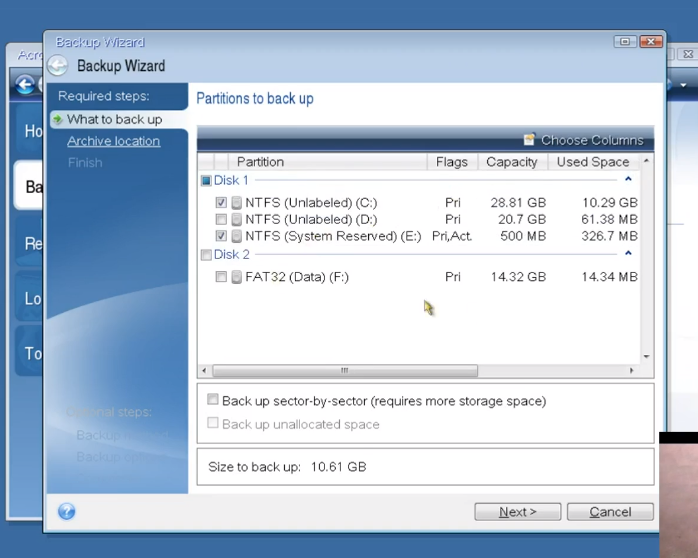 Backup Wizard
Acro
Backup Wizard
Required steps:
What to back up
Archive location
Finish
Ho
Ba
Re
Lo
To
Partitions to back up
Choose Columns
Partition Flags Capacity Used Space
Disk 1
NTFS (Unlabeled) (C:) Pri 28.81 GB 10.29 GB
NTFS (Unlabeled) (D:) Pri 20.7 GB 61.38 MB
NTFS (System Reserved) (E:) Pri,Act. 500 MB 326.7 MB
Disk 2
FAT32 (Data) (F:) Pri 14.32 GB 14.34 MB
Back up sector-by-sector (requires more storage space)
Back up unallocated space
Optional steps:
Backup
Backup
Size to back up: 10.61 GB
Next >
Cancel